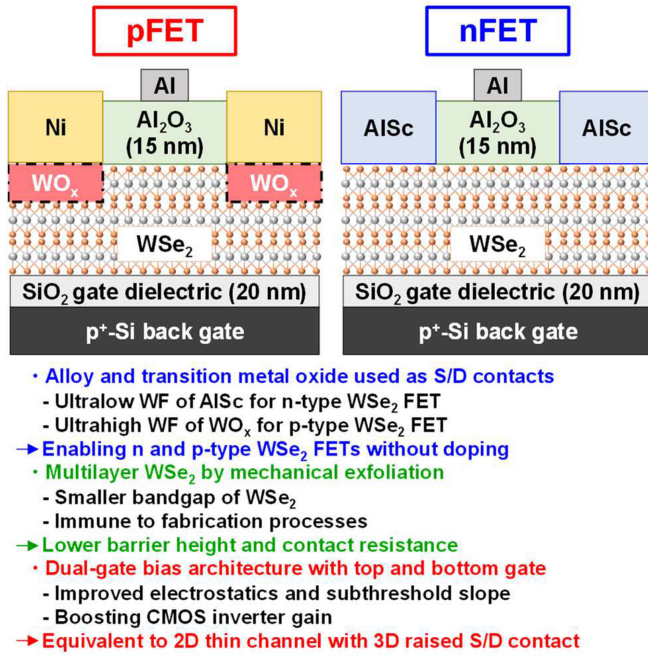 pFET
nFET
Al
Al
Ni
Al₂O₃
(15 nm)
Ni
AlSc
Al₂O₃
(15 nm)
AlSc
WOₓ
WOₓ
WSe₂
WSe₂
SiO₂ gate dielectric (20 nm)
SiO₂ gate dielectric (20 nm)
p⁺-Si back gate
p⁺-Si back gate
· Alloy and transition metal oxide used as S/D contacts
- Ultralow WF of AlSc for n-type WSe₂ FET
- Ultrahigh WF of WOₓ for p-type WSe₂ FET
→ Enabling n and p-type WSe₂ FETs without doping
· Multilayer WSe₂ by mechanical exfoliation
- Smaller bandgap of WSe₂
- Immune to fabrication processes
→ Lower barrier height and contact resistance
· Dual-gate bias architecture with top and bottom gate
- Improved electrostatics and subthreshold slope
- Boosting CMOS inverter gain
→ Equivalent to 2D thin channel with 3D raised S/D contact